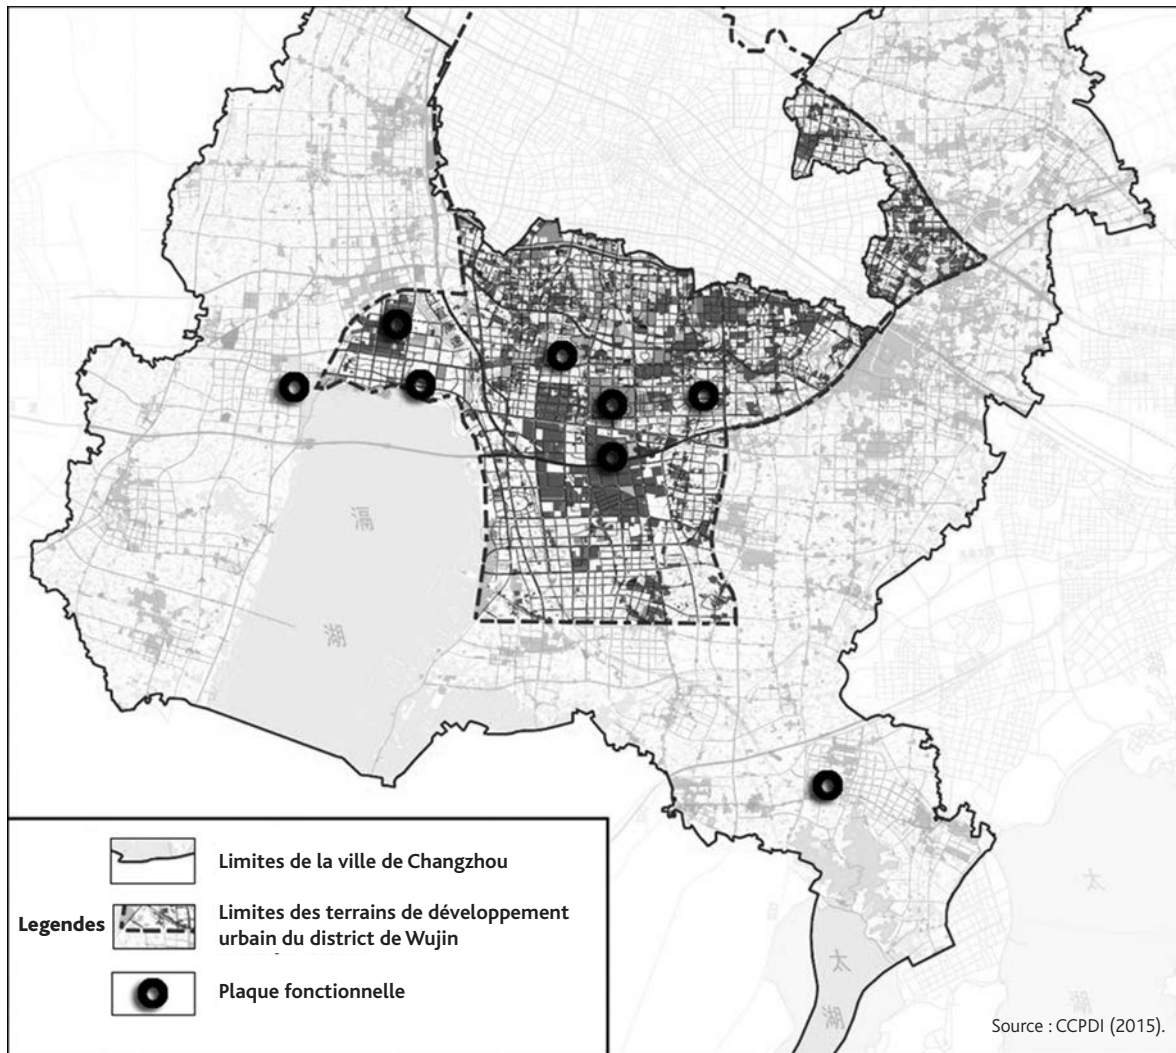 滆
湖
太
湖
太
湖
Legendes
Limites de la ville de Changzhou
Limites des terrains de développement
urbain du district de Wujin
Plaque fonctionnelle
Source : CCPDI (2015).